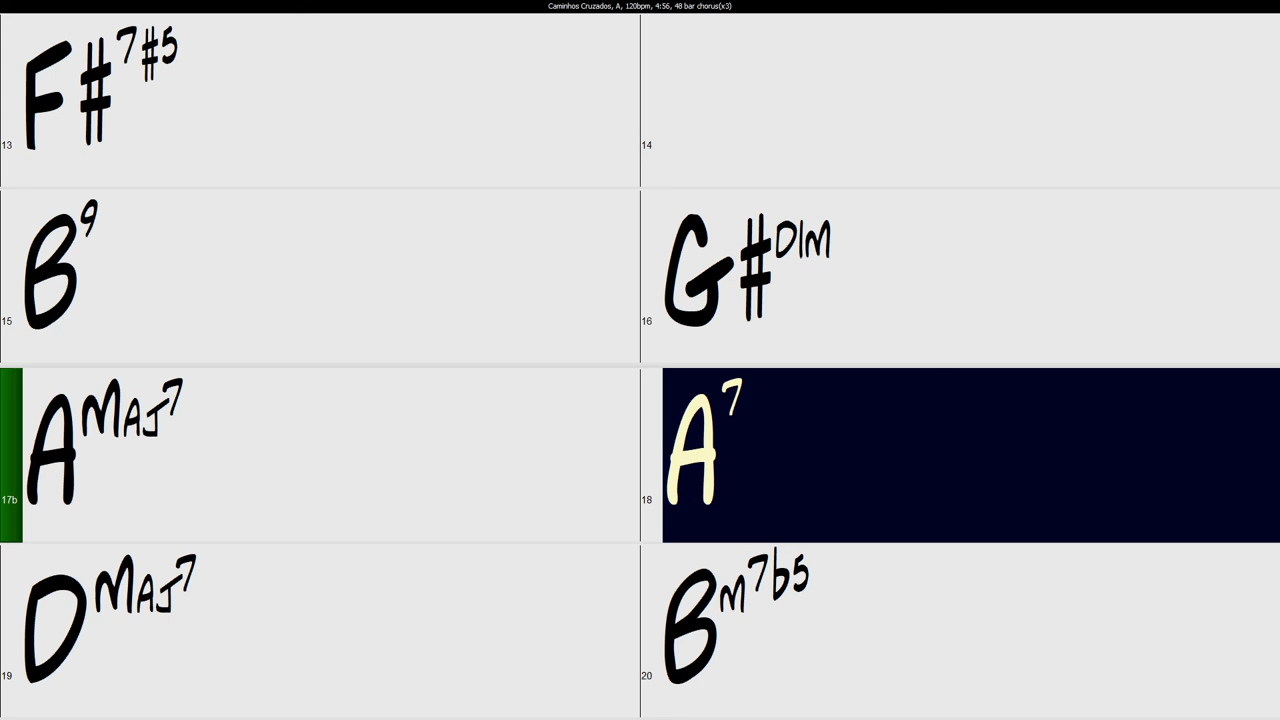 Caminhos Cruzados, A, 120bpm, 4:56, 48 bar chorus(x3)
13 F#7#5 14
15 B9 16 G#DIM
17b AMAJ7 18 A7
19 DMAJ7 20 Bm7b5